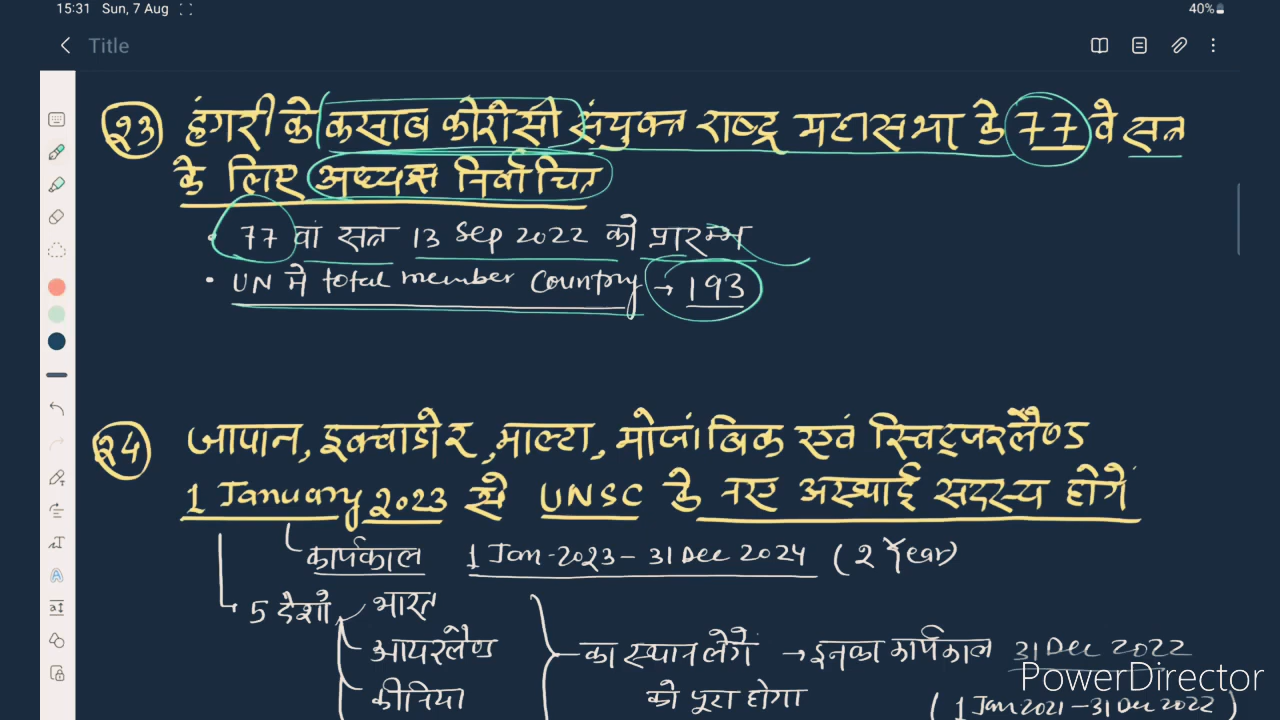 15:31 Sun, 7 Aug
40%
Title
23 हंगरी के कसाब कोरोसी संयुक्त राष्ट्र महासभा के 77 वे सत्र
के लिए अध्यक्ष निर्वाचित
• 77 वां सत्र 13 Sep 2022 को प्रारम्भ
• UN मे total member Country → 193
24 जापान, इक्वाडोर, माल्टा, मोजांबिक एवं स्विट्जरलैण्ड
1 January 2023 से UNSC के नए अस्थाई सदस्य होगें
कार्यकाल 1 Jan-2023 – 31 Dec 2024 (2 Year)
5 देशों भारत
आयरलैण्ड का स्थान लेगें → इनका कार्यकाल 31 Dec 2022
कीनिया को पूरा होगा (1 Jan 2021 – 31 Dec 2022)
PowerDirector